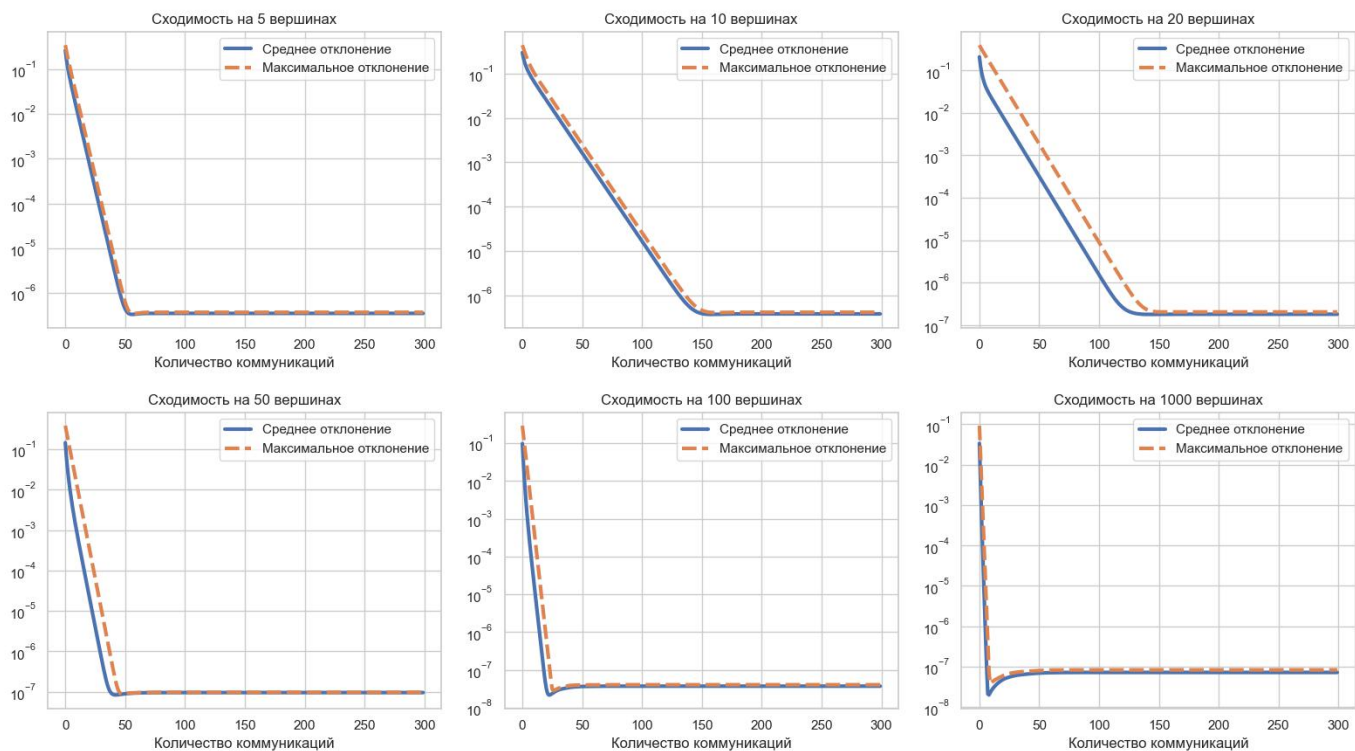 Сходимость на 5 вершинах
Среднее отклонение
Максимальное отклонение
10⁻¹
10⁻²
10⁻³
10⁻⁴
10⁻⁵
10⁻⁶
0 50 100 150 200 250 300
Количество коммуникаций
Сходимость на 10 вершинах
Среднее отклонение
Максимальное отклонение
10⁻¹
10⁻²
10⁻³
10⁻⁴
10⁻⁵
10⁻⁶
0 50 100 150 200 250 300
Количество коммуникаций
Сходимость на 20 вершинах
Среднее отклонение
Максимальное отклонение
10⁻¹
10⁻²
10⁻³
10⁻⁴
10⁻⁵
10⁻⁶
10⁻⁷
0 50 100 150 200 250 300
Количество коммуникаций
Сходимость на 50 вершинах
Среднее отклонение
Максимальное отклонение
10⁻¹
10⁻²
10⁻³
10⁻⁴
10⁻⁵
10⁻⁶
10⁻⁷
0 50 100 150 200 250 300
Количество коммуникаций
Сходимость на 100 вершинах
Среднее отклонение
Максимальное отклонение
10⁻¹
10⁻²
10⁻³
10⁻⁴
10⁻⁵
10⁻⁶
10⁻⁷
10⁻⁸
0 50 100 150 200 250 300
Количество коммуникаций
Сходимость на 1000 вершинах
Среднее отклонение
Максимальное отклонение
10⁻¹
10⁻²
10⁻³
10⁻⁴
10⁻⁵
10⁻⁶
10⁻⁷
10⁻⁸
0 50 100 150 200 250 300
Количество коммуникаций